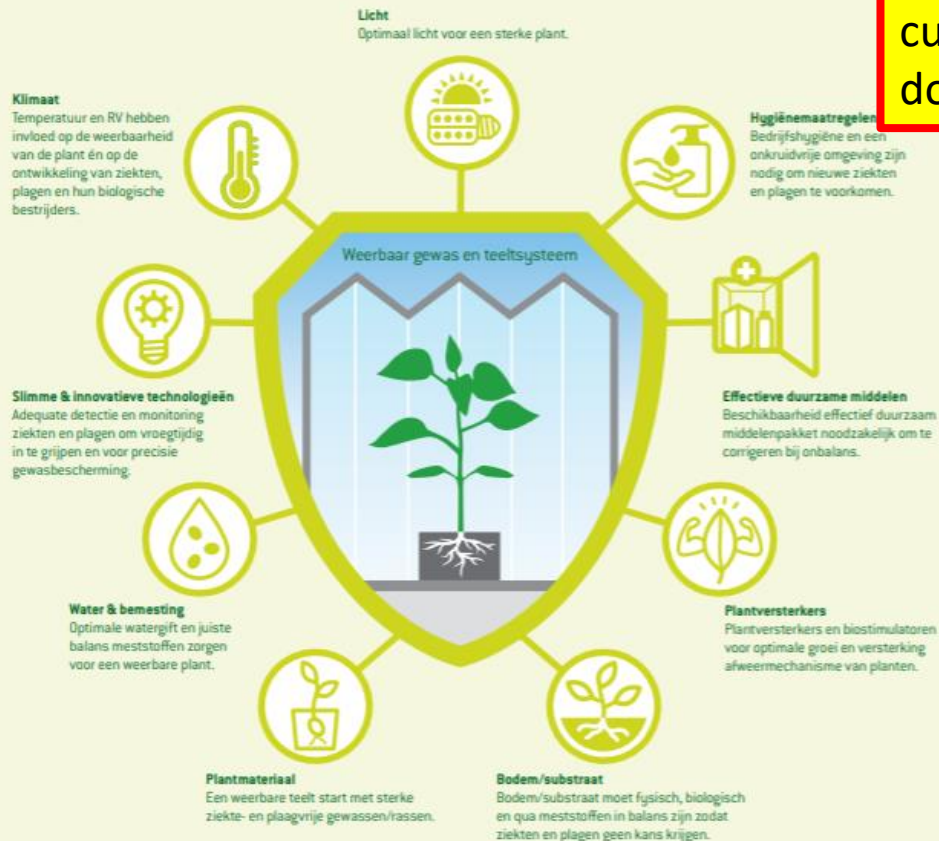 Licht
Optimaal licht voor een sterke plant.
Klimaat
Temperatuur en RV hebben
invloed op de weerbaarheid
van de plant én op de
ontwikkeling van ziekten,
plagen en hun biologische
bestrijders.
Hygiënemaatregelen
Bedrijfshygiëne en een
onkruidvrije omgeving zijn
nodig om nieuwe ziekten
en plagen te voorkomen.
Weerbaar gewas en teeltsysteem
Slimme & innovatieve technologieën
Adequate detectie en monitoring
ziekten en plagen om vroegtijdig
in te grijpen en voor precisie
gewasbescherming.
Effectieve duurzame middelen
Beschikbaarheid effectief duurzaam
middelenpakket noodzakelijk om te
corrigeren bij onbalans.
Water & bemesting
Optimale watergift en juiste
balans meststoffen zorgen
voor een weerbare plant.
Plantversterkers
Plantversterkers en biostimulatoren
voor optimale groei en versterking
afweermechanisme van planten.
Plantmateriaal
Een weerbare teelt start met sterke
ziekte- en plaagvrije gewassen/rassen.
Bodem/substraat
Bodem/substraat moet fysisch, biologisch
en qua meststoffen in balans zijn zodat
ziekten en plagen geen kans krijgen.